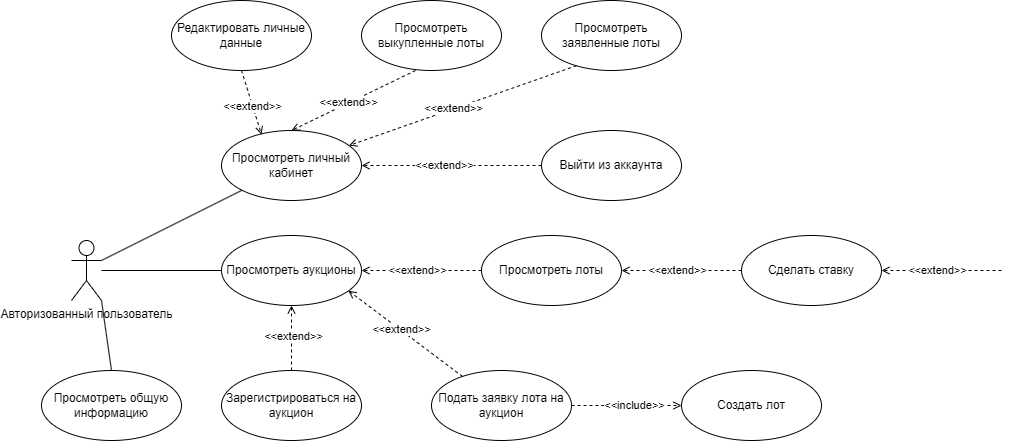 Редактировать личные
данные
Просмотреть
выкупленные лоты
Просмотреть
заявленные лоты
<<extend>>
<<extend>>
<<extend>>
Просмотреть личный
кабинет
<<extend>>
Выйти из аккаунта
Просмотреть аукционы
<<extend>>
Просмотреть лоты
<<extend>>
Сделать ставку
<<extend>>
Авторизованный пользователь
<<extend>>
<<extend>>
Просмотреть общую
информацию
Зарегистрироваться на
аукцион
Подать заявку лота на
аукцион
<<include>>
Создать лот